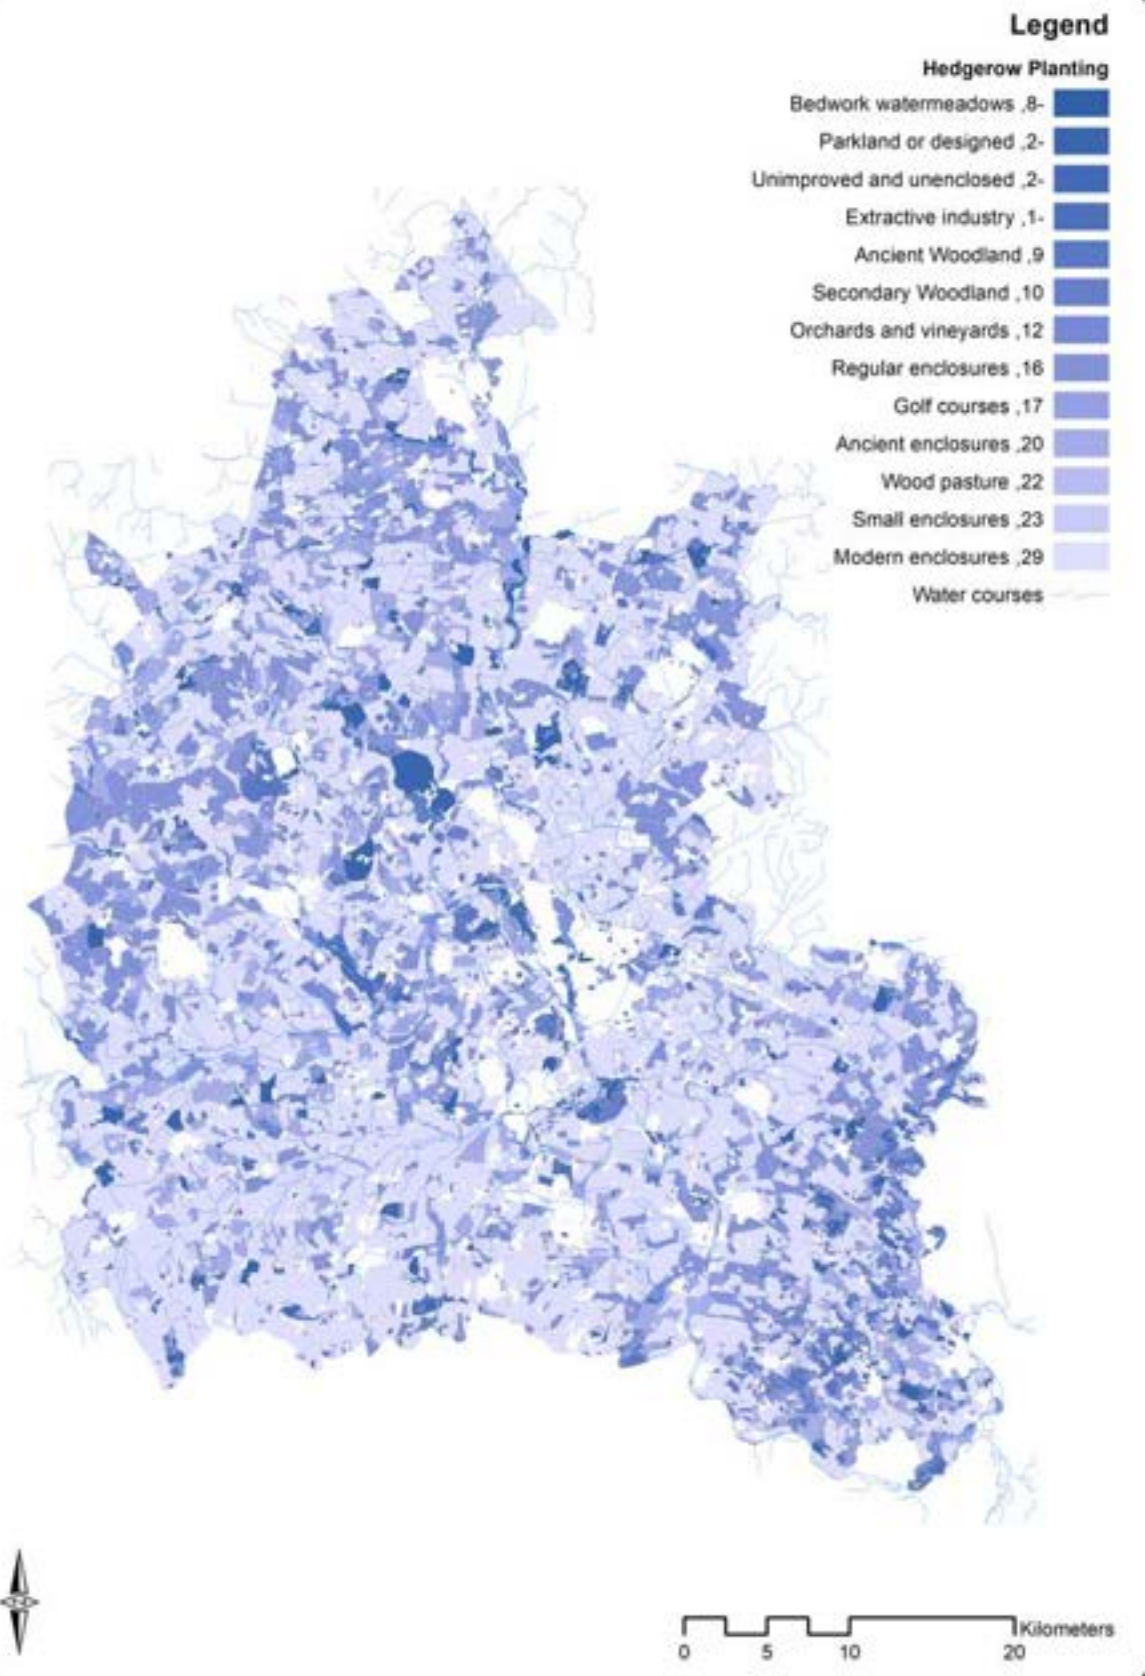 Legend
Hedgerow Planting
Bedwork watermeadows ,8-
Parkland or designed ,2-
Unimproved and unenclosed ,2-
Extractive industry ,1-
Ancient Woodland ,9
Secondary Woodland ,10
Orchards and vineyards ,12
Regular enclosures ,16
Golf courses ,17
Ancient enclosures ,20
Wood pasture ,22
Small enclosures ,23
Modern enclosures ,29
Water courses
Kilometers
0 5 10 20